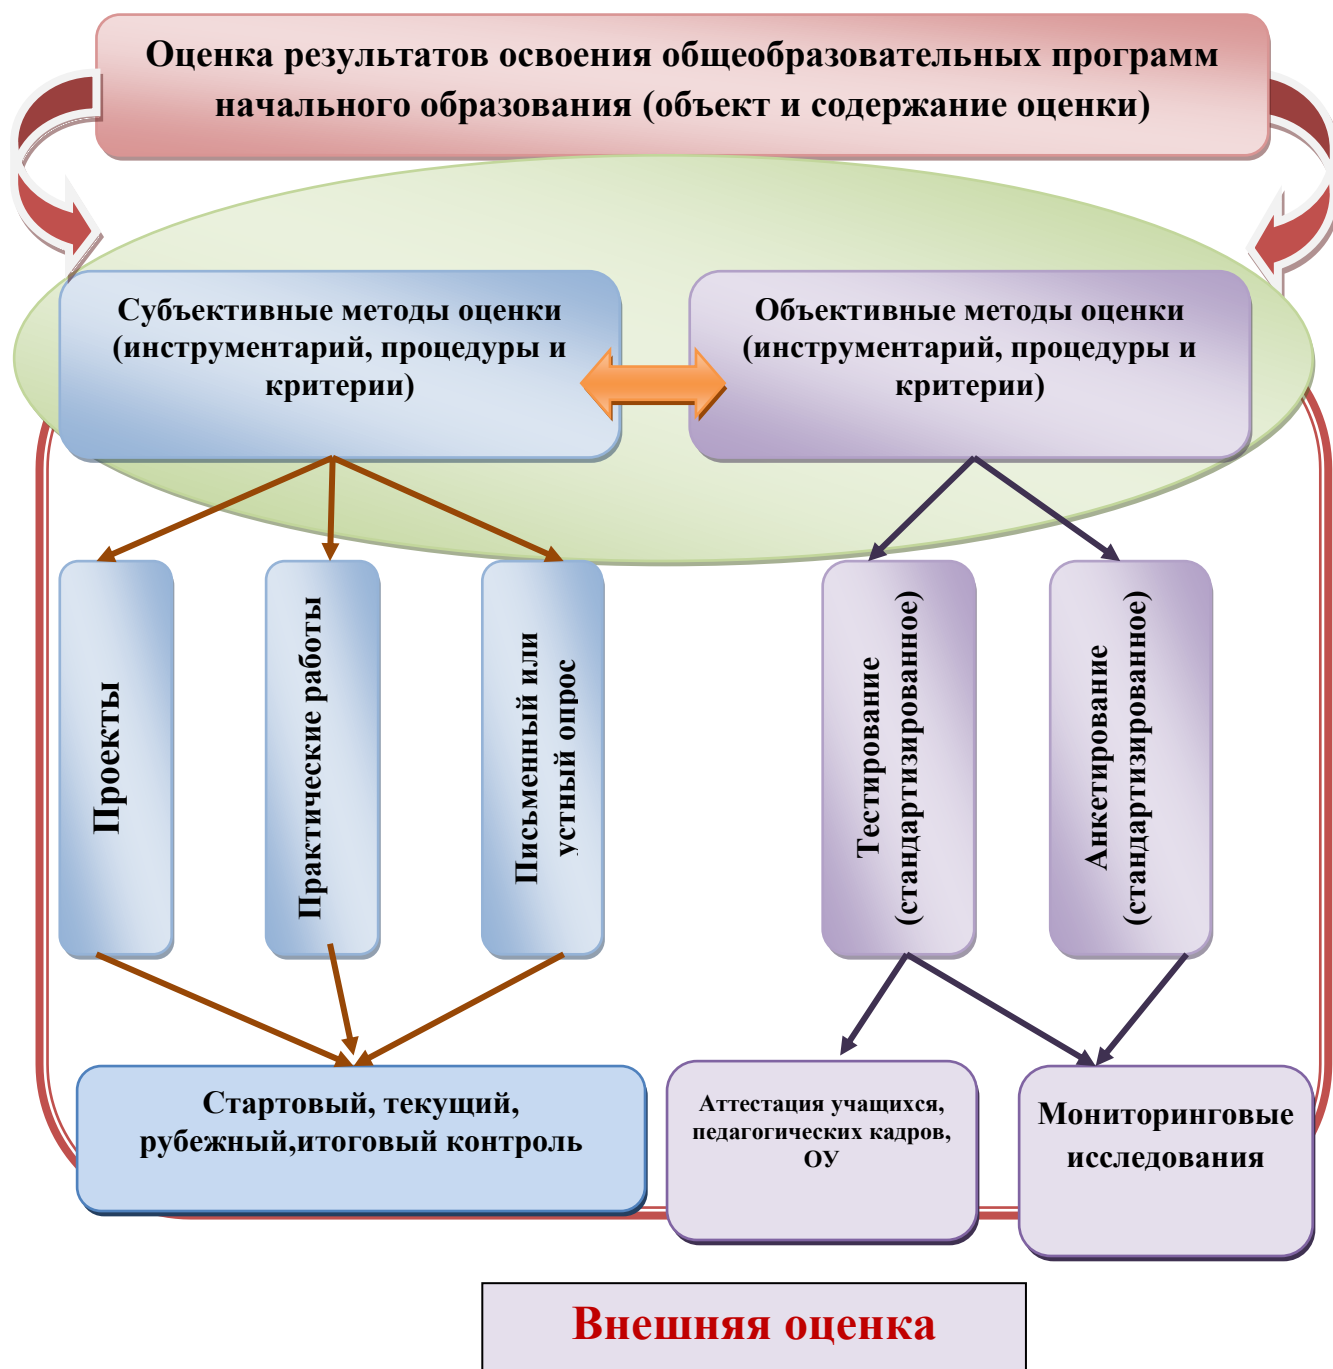 Оценка результатов освоения общеобразовательных программ
начального образования (объект и содержание оценки)
Субъективные методы оценки
(инструментарий, процедуры и
критерии)
Объективные методы оценки
(инструментарий, процедуры и
критерии)
Проекты
Практические работы
Письменный или
устный опрос
Тестирование
(стандартизированное)
Анкетирование
(стандартизированное)
Стартовый, текущий,
рубежный,итоговый контроль
Аттестация учащихся,
педагогических кадров,
ОУ
Мониторинговые
исследования
Внешняя оценка